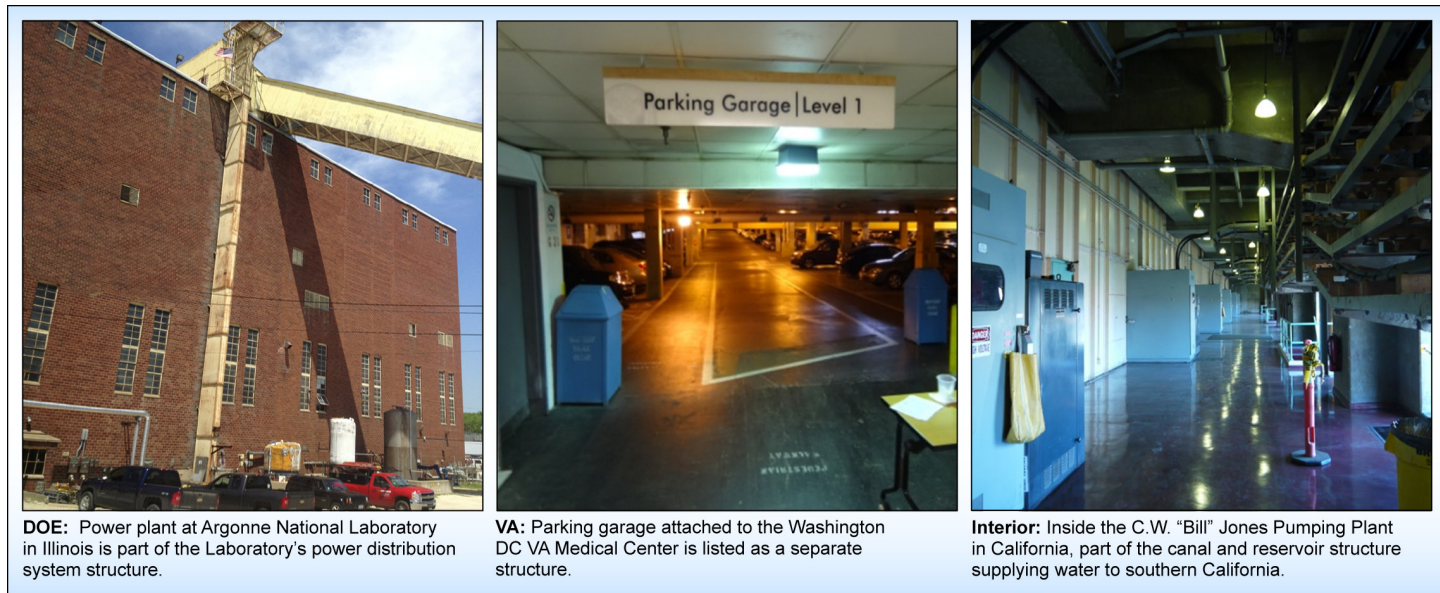 Parking Garage|Level 1
PEDESTRIAN
WALKWAY
DANGER
DOE: Power plant at Argonne National Laboratory
in Illinois is part of the Laboratory's power distribution
system structure.
VA: Parking garage attached to the Washington
DC VA Medical Center is listed as a separate
structure.
Interior: Inside the C.W. “Bill” Jones Pumping Plant
in California, part of the canal and reservoir structure
supplying water to southern California.